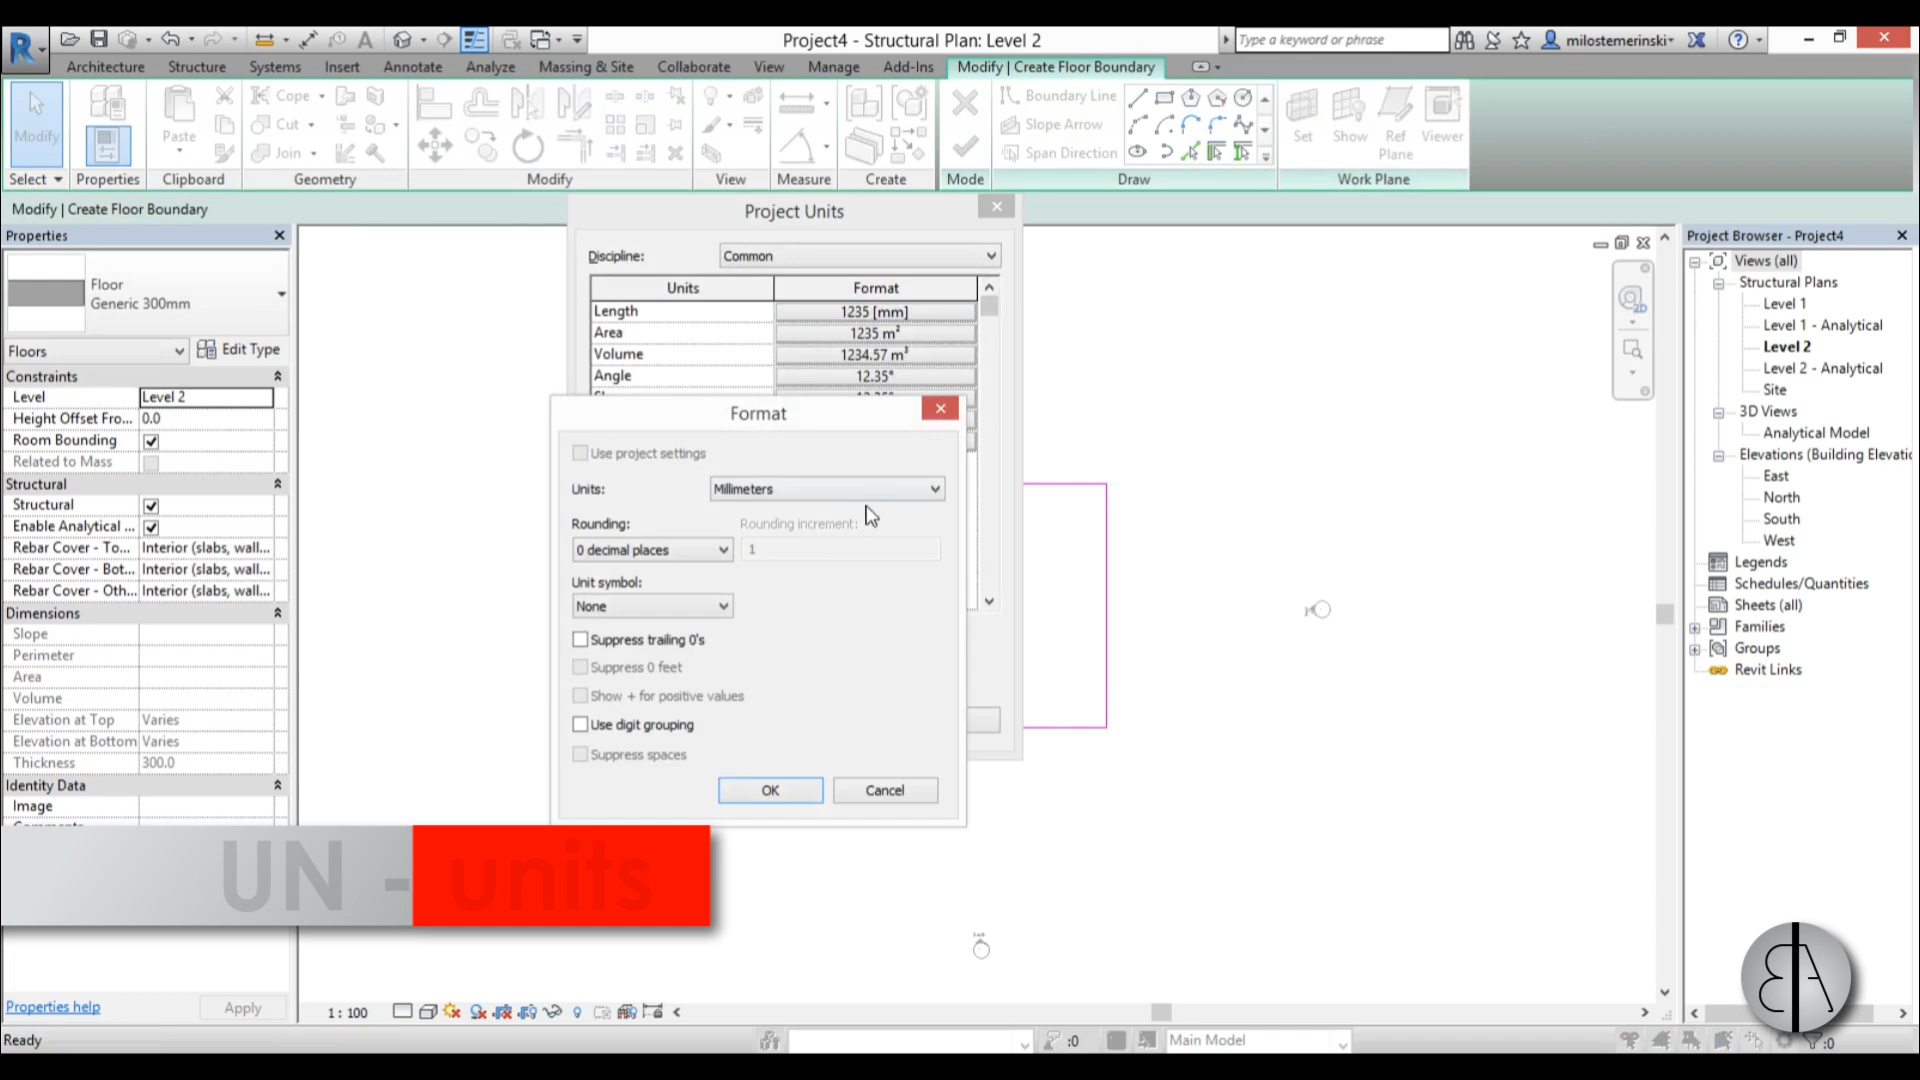 Project4 - Structural Plan: Level 2
Type a keyword or phrase
milostemerinski
Architecture Structure Systems Insert Annotate Analyze Massing & Site Collaborate View Manage Add-Ins Modify | Create Floor Boundary
Modify
Paste
Cope
Cut
Join
Boundary Line
Slope Arrow
Span Direction
Set Show Ref Plane Viewer
Select Properties Clipboard Geometry Modify View Measure Create Mode Draw Work Plane
Modify | Create Floor Boundary
Properties
Floor
Generic 300mm
Floors
Edit Type
Constraints
Level Level 2
Height Offset Fro... 0.0
Room Bounding
Related to Mass
Structural
Structural
Enable Analytical ...
Rebar Cover - To... Interior (slabs, wall...
Rebar Cover - Bot... Interior (slabs, wall...
Rebar Cover - Oth... Interior (slabs, wall...
Dimensions
Slope
Perimeter
Area
Volume
Elevation at Top Varies
Elevation at Bottom Varies
Thickness 300.0
Identity Data
Image
Properties help
Apply
Ready
Project Units
Discipline: Common
Units Format
Length 1235 [mm]
Area 1235 m²
Volume 1234.57 m³
Angle 12.35°
Format
Use project settings
Units: Millimeters
Rounding: Rounding increment:
0 decimal places 1
Unit symbol:
None
Suppress trailing 0's
Suppress 0 feet
Show + for positive values
Use digit grouping
Suppress spaces
OK Cancel
UN - units
1 : 100
:0
Main Model
:0
2D
Project Browser - Project4
Views (all)
Structural Plans
Level 1
Level 1 - Analytical
Level 2
Level 2 - Analytical
Site
3D Views
Analytical Model
Elevations (Building Elevatic
East
North
South
West
Legends
Schedules/Quantities
Sheets (all)
Families
Groups
Revit Links